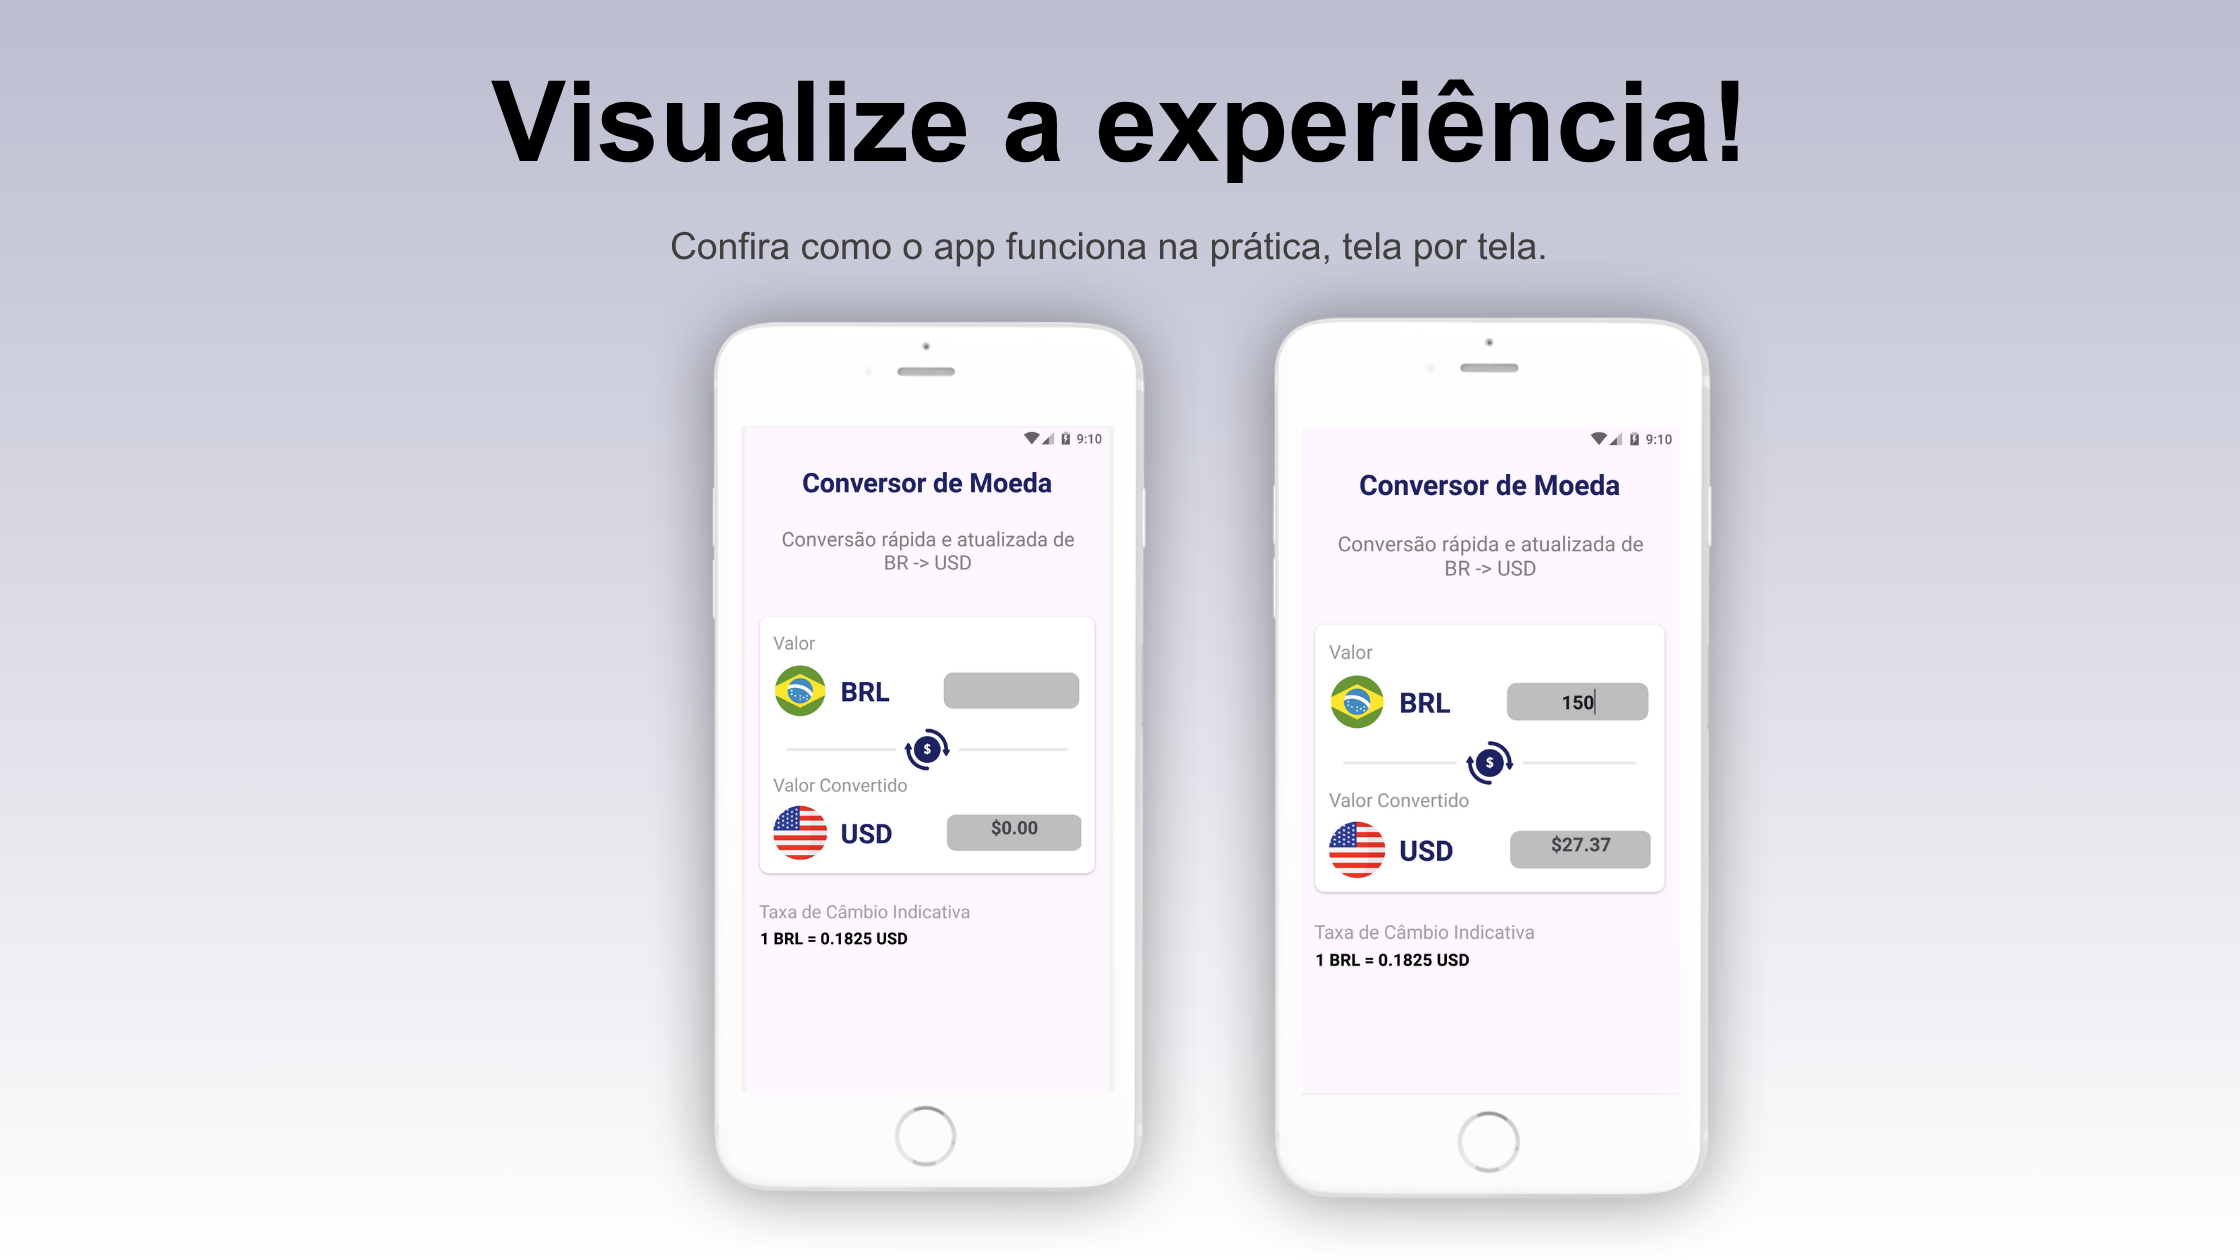 Visualize a experiência!
Confira como o app funciona na prática, tela por tela.
9:10
Conversor de Moeda
Conversão rápida e atualizada de
BR -> USD
Valor
BRL
$
Valor Convertido
USD
$0.00
Taxa de Câmbio Indicativa
1 BRL = 0.1825 USD
9:10
Conversor de Moeda
Conversão rápida e atualizada de
BR -> USD
Valor
BRL
150
$
Valor Convertido
USD
$27.37
Taxa de Câmbio Indicativa
1 BRL = 0.1825 USD